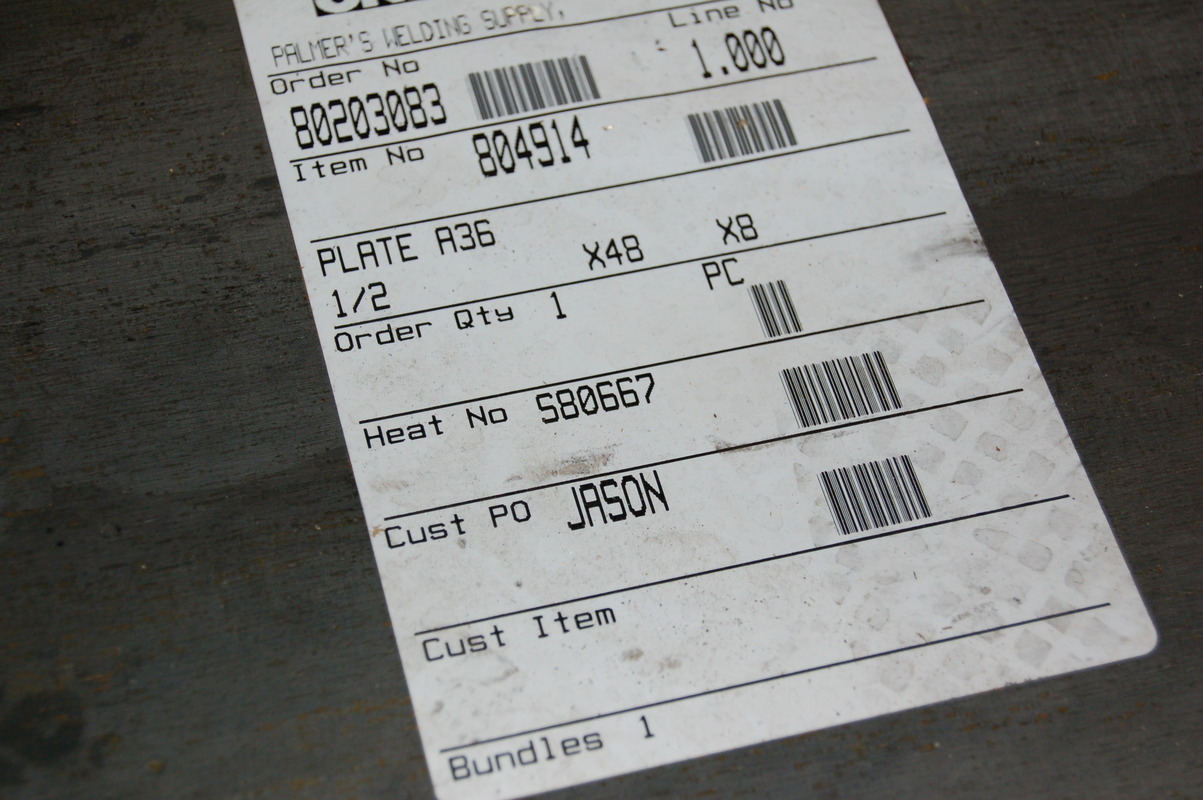 PALMER'S WELDING SUPPLY,
Line No
Order No
1.000
80203083
Item No 804914
PLATE A36 X48 X8
1/2
Order Qty 1 PC
Heat No S80667
Cust PO JASON
Cust Item
Bundles 1